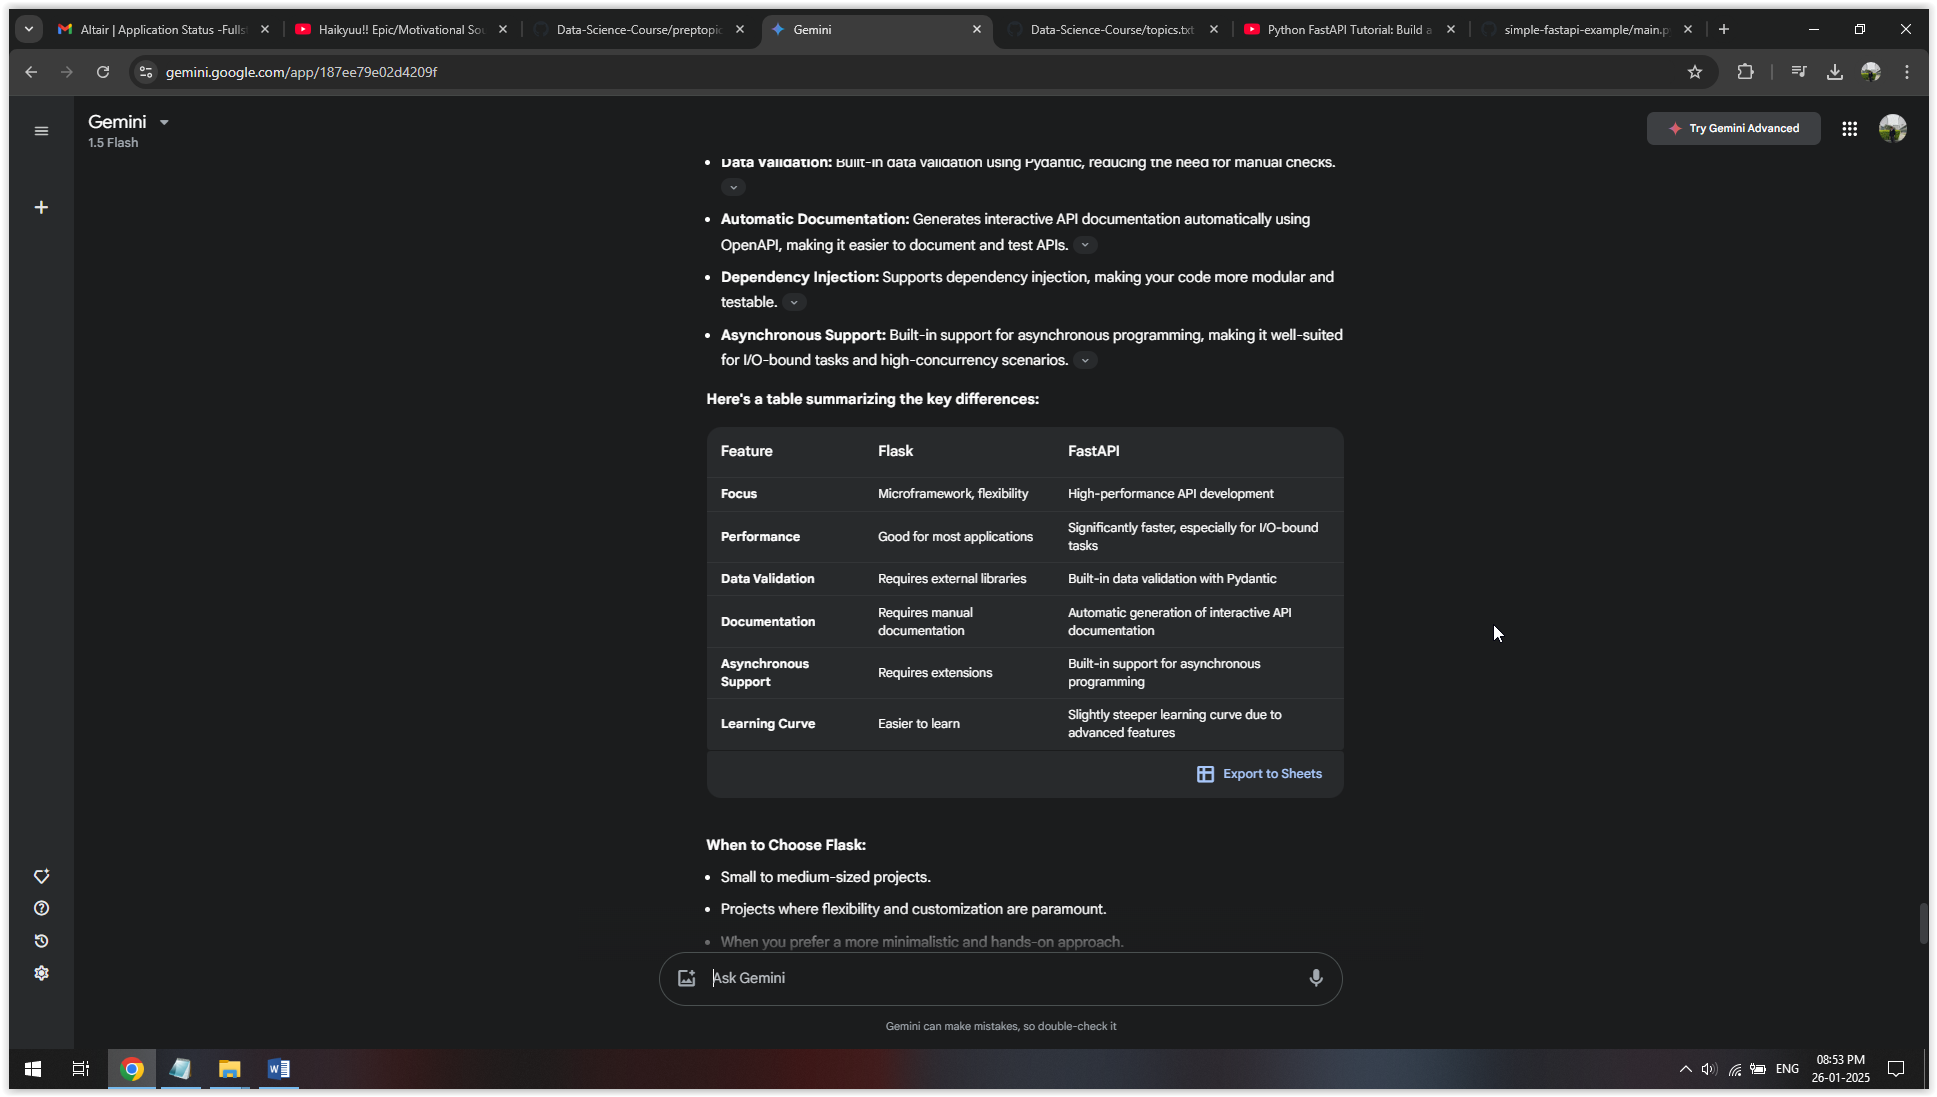 Altair | Application Status -Fulls
Haikyuu!! Epic/Motivational Sou
Data-Science-Course/preptopic
Gemini
Data-Science-Course/topics.txt
Python FastAPI Tutorial: Build a
simple-fastapi-example/main.p
gemini.google.com/app/187ee79e02d4209f
Gemini
1.5 Flash
Try Gemini Advanced
• Data Validation: Built-in data validation using Pydantic, reducing the need for manual checks.
• Automatic Documentation: Generates interactive API documentation automatically using
OpenAPI, making it easier to document and test APIs.
• Dependency Injection: Supports dependency injection, making your code more modular and
testable.
• Asynchronous Support: Built-in support for asynchronous programming, making it well-suited
for I/O-bound tasks and high-concurrency scenarios.
Here's a table summarizing the key differences:
Feature Flask FastAPI
Focus Microframework, flexibility High-performance API development
Performance Good for most applications Significantly faster, especially for I/O-bound
tasks
Data Validation Requires external libraries Built-in data validation with Pydantic
Documentation Requires manual
documentation Automatic generation of interactive API
documentation
Asynchronous
Support Requires extensions Built-in support for asynchronous
programming
Learning Curve Easier to learn Slightly steeper learning curve due to
advanced features
Export to Sheets
When to Choose Flask:
• Small to medium-sized projects.
• Projects where flexibility and customization are paramount.
• When you prefer a more minimalistic and hands-on approach.
Ask Gemini
Gemini can make mistakes, so double-check it
W
ENG
08:53 PM
26-01-2025